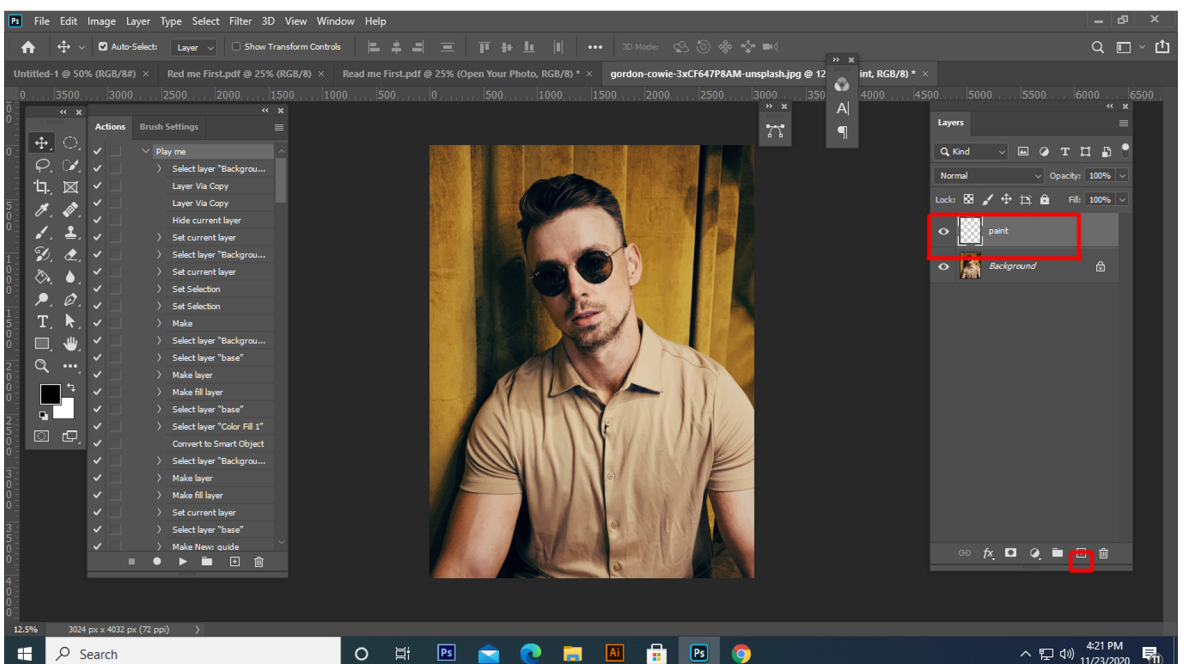 Ps File Edit Image Layer Type Select Filter 3D View Window Help
Auto-Select: Layer Show Transform Controls 3D Mode:
Untitled-1 @ 50% (RGB/8#) × Red me First.pdf @ 25% (RGB/8) × Read me First.pdf @ 25% (Open Your Photo, RGB/8) * × gordon-cowie-3xCF647P8AM-unsplash.jpg @ 12 int, RGB/8) * ×
0 3500 3000 2500 2000 1500 1000 500 0 500 1000 1500 2000 2500 3000 350 4000 4500 5000 5500 6000 6500
Actions Brush Settings
Play me
Select layer "Backgrou...
Layer Via Copy
Layer Via Copy
Hide current layer
Set current layer
Select layer "Backgrou...
Set current layer
Set Selection
Set Selection
Make
Select layer "Backgrou...
Select layer "base"
Make layer
Make fill layer
Select layer "base"
Select layer "Color Fill 1"
Convert to Smart Object
Select layer "Backgrou...
Make layer
Make fill layer
Set current layer
Select layer "base"
Make New: guide
Layers
Kind
Normal Opacity: 100%
Lock: Fill: 100%
paint
Background
fx
12.5% 3024 px x 4032 px (72 ppi)
Search Ps Ai Ps 4:21 PM
11/23/2020